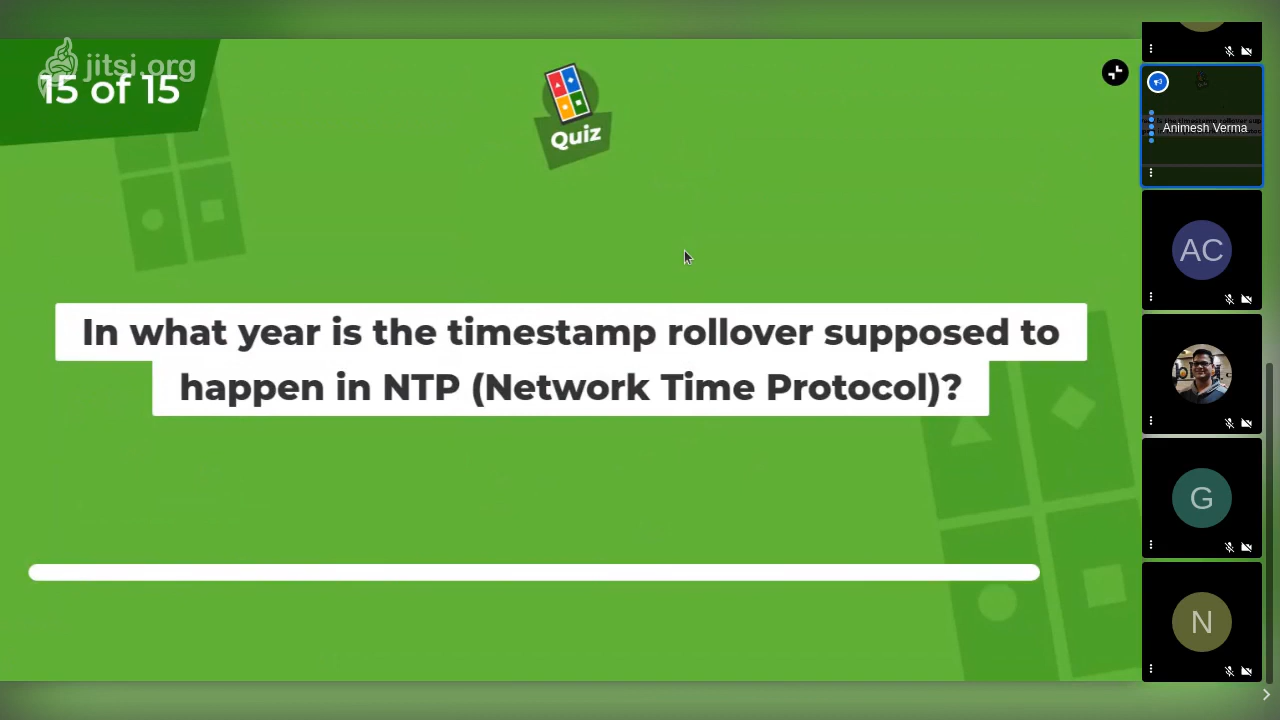 jitsi.org
15 of 15
Quiz
In what year is the timestamp rollover supposed to
happen in NTP (Network Time Protocol)?
Animesh Verma
AC
G
N